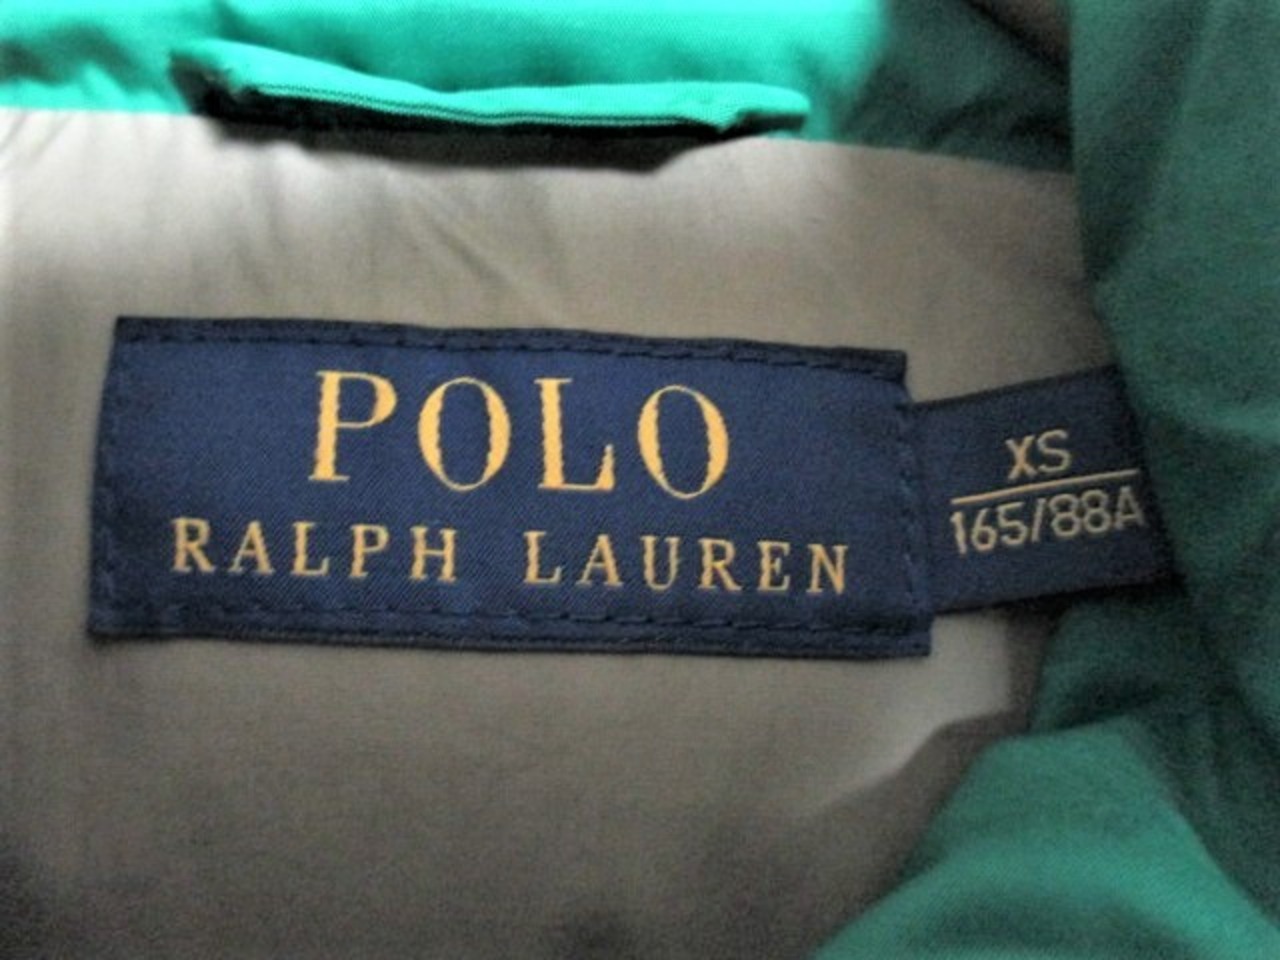 POLO
RALPH LAUREN
XS
165/88A